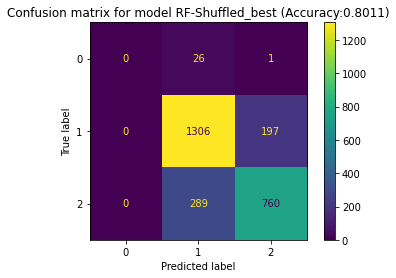 Confusion matrix for model RF-Shuffled_best (Accuracy:0.8011)
0 0 26 1
1 0 1306 197
2 0 289 760
0 1 2
True label
Predicted label
1200
1000
800
600
400
200
0